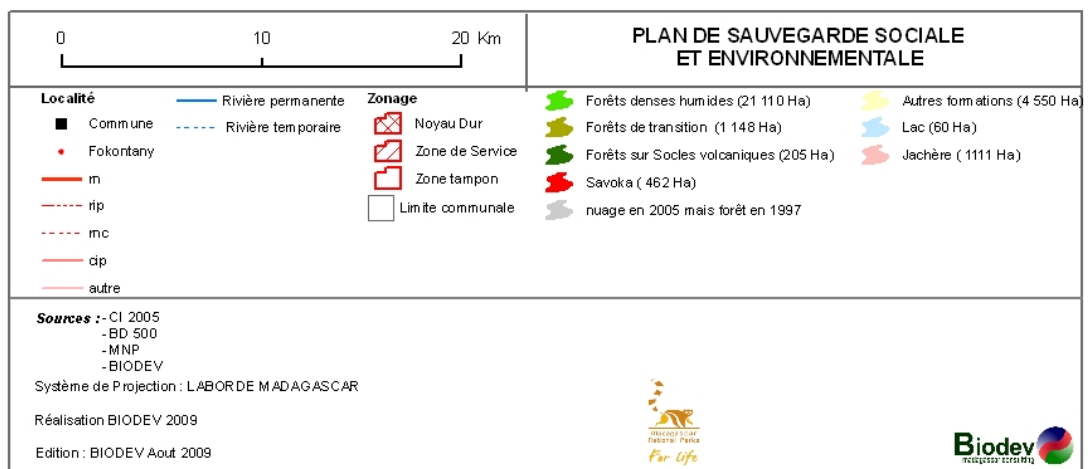 0 10 20 Km
PLAN DE SAUVEGARDE SOCIALE
ET ENVIRONNEMENTALE
Localité
Commune
Fokontany
rn
rip
rnc
cip
autre
Rivière permanente
Rivière temporaire
Zonage
Noyau Dur
Zone de Service
Zone tampon
Limite communale
Forêts denses humides (21 110 Ha)
Forêts de transition (1 148 Ha)
Forêts sur Socles volcaniques (205 Ha)
Savoka ( 462 Ha)
nuage en 2005 mais forêt en 1997
Autres formations (4 550 Ha)
Lac (60 Ha)
Jachère ( 1111 Ha)
Sources :- CI 2005
- BD 500
- MNP
- BIODEV
Système de Projection : LABORDE MADAGASCAR
Réalisation BIODEV 2009
Edition : BIODEV Aout 2009
Madagascar
National Parks
For Life
Biodev
madagascar consulting